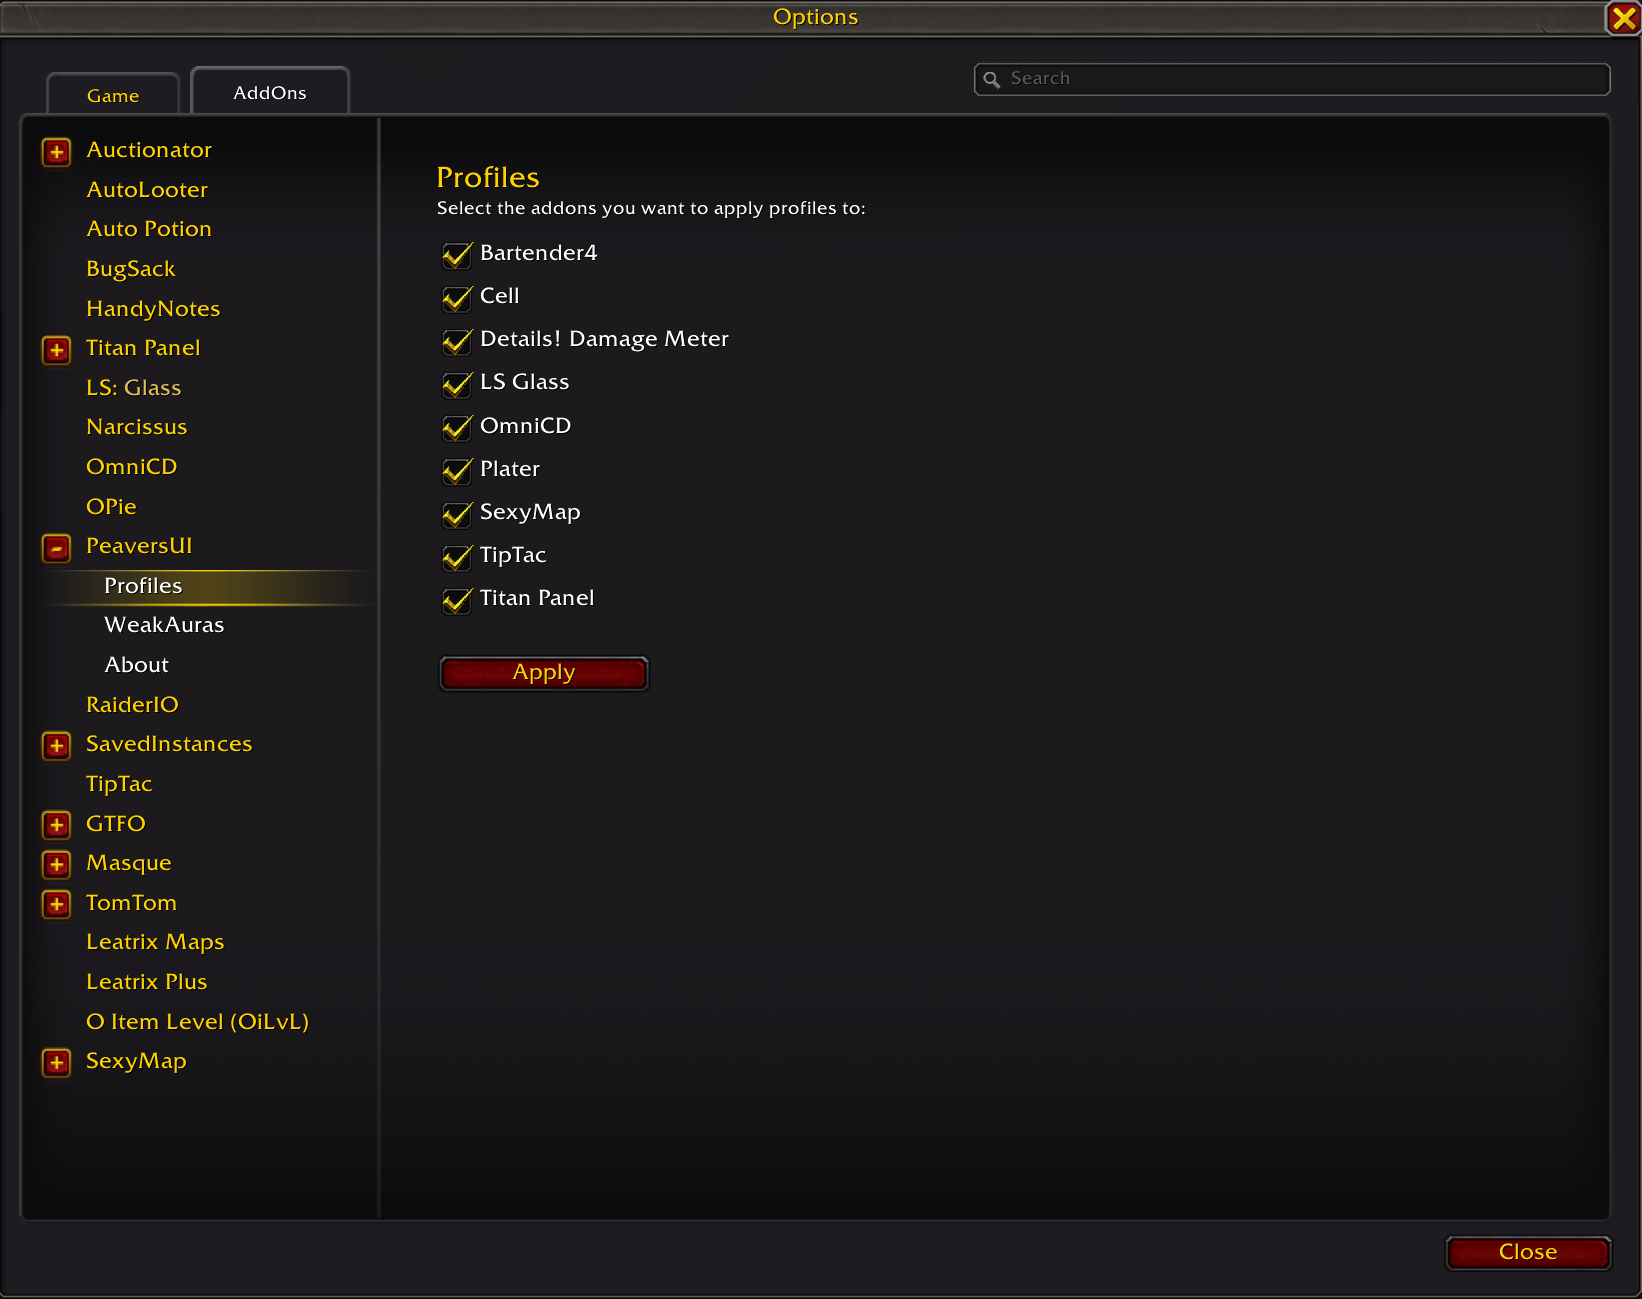 Options
Game
AddOns
Search
Auctionator
AutoLooter
Auto Potion
BugSack
HandyNotes
Titan Panel
LS: Glass
Narcissus
OmniCD
OPie
PeaversUI
Profiles
WeakAuras
About
RaiderIO
SavedInstances
TipTac
GTFO
Masque
TomTom
Leatrix Maps
Leatrix Plus
O Item Level (OiLvL)
SexyMap
Profiles
Select the addons you want to apply profiles to:
Bartender4
Cell
Details! Damage Meter
LS Glass
OmniCD
Plater
SexyMap
TipTac
Titan Panel
Apply
Close